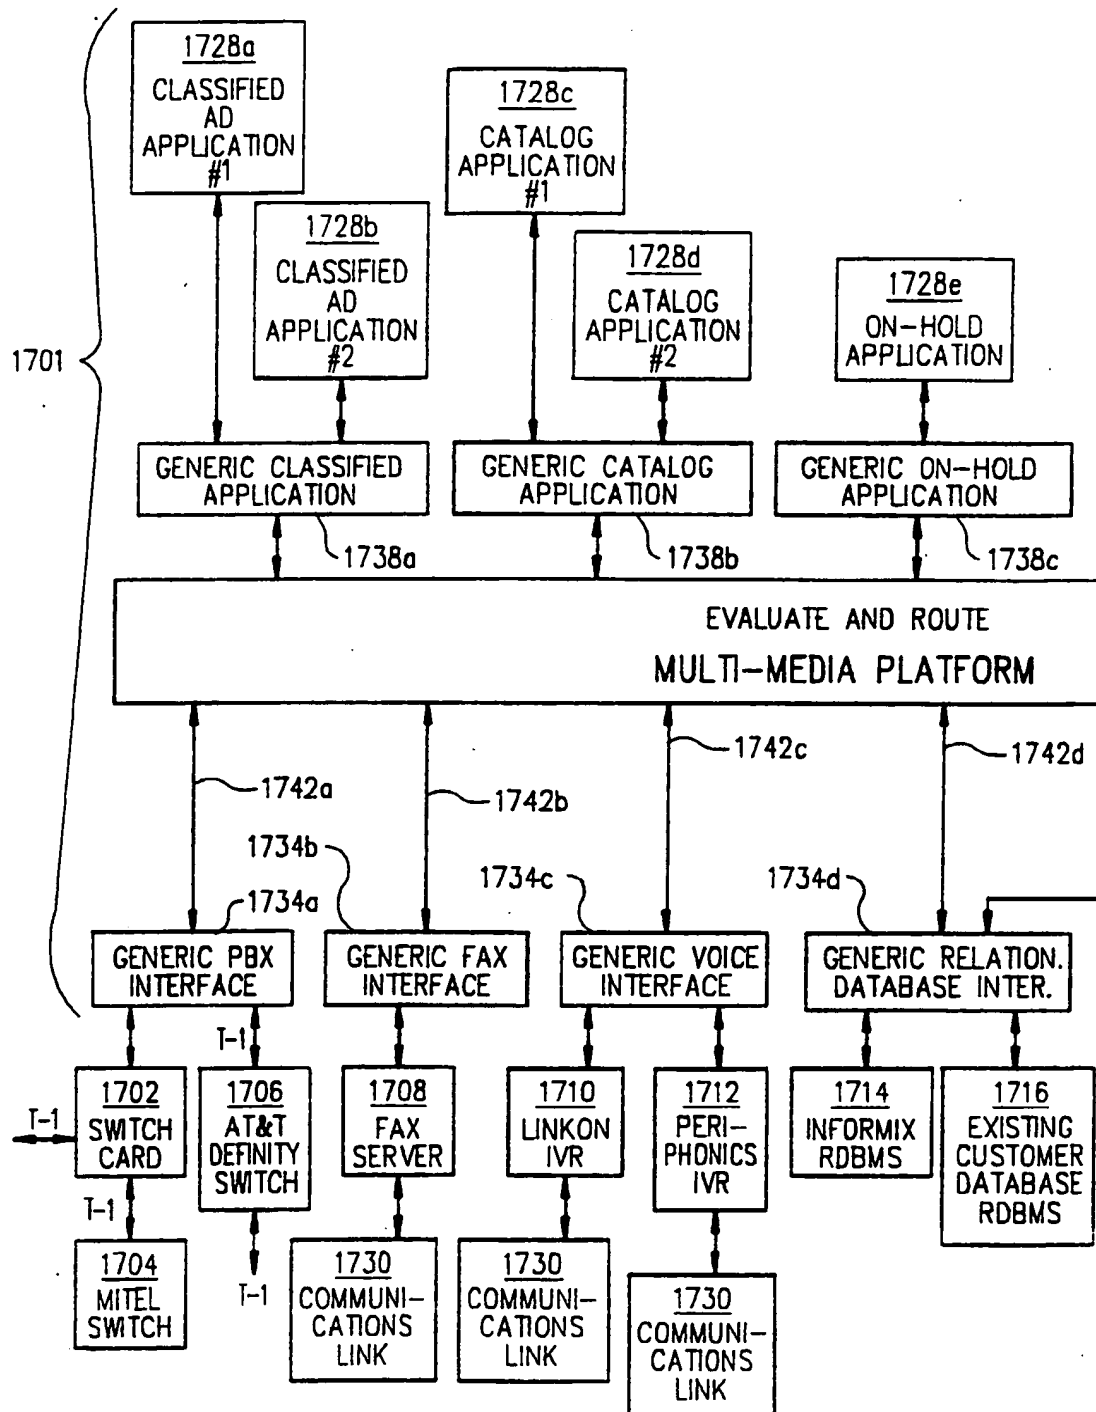 1728a
CLASSIFIED
AD
APPLICATION
#1
1728c
CATALOG
APPLICATION
#1
1728b
CLASSIFIED
AD
APPLICATION
#2
1728d
CATALOG
APPLICATION
#2
1728e
ON-HOLD
APPLICATION
1701
GENERIC CLASSIFIED
APPLICATION
GENERIC CATALOG
APPLICATION
GENERIC ON-HOLD
APPLICATION
1738a
1738b
1738c
EVALUATE AND ROUTE
MULTI-MEDIA PLATFORM
1742a
1742b
1742c
1742d
1734a
1734b
1734c
1734d
GENERIC PBX
INTERFACE
GENERIC FAX
INTERFACE
GENERIC VOICE
INTERFACE
GENERIC RELATION.
DATABASE INTER.
T-1
T-1
1702
SWITCH
CARD
1706
AT&T
DEFINITY
SWITCH
1708
FAX
SERVER
1710
LINKON
IVR
1712
PERI-
PHONICS
IVR
1714
INFORMIX
RDBMS
1716
EXISTING
CUSTOMER
DATABASE
RDBMS
T-1
1704
MITEL
SWITCH
T-1
1730
COMMUNI-
CATIONS
LINK
1730
COMMUNI-
CATIONS
LINK
1730
COMMUNI-
CATIONS
LINK